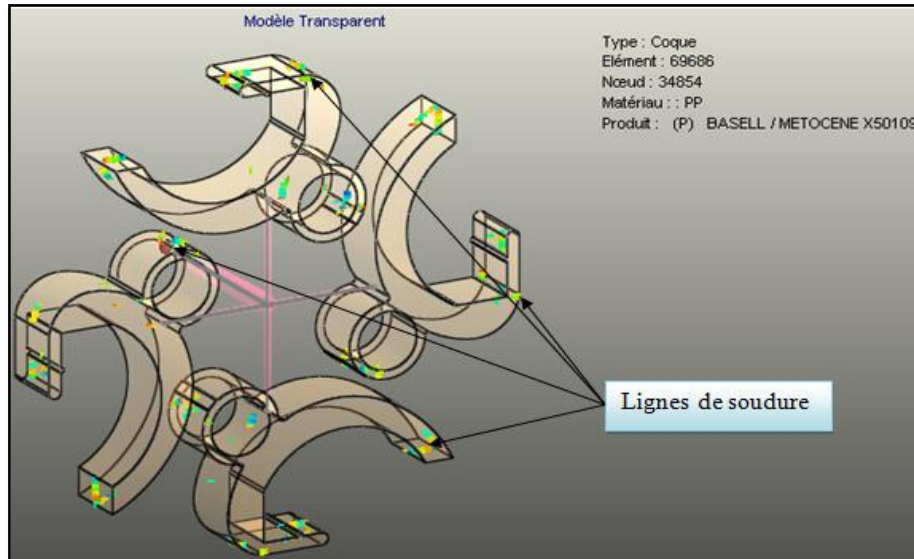 Modèle Transparent
Type : Coque
Elément : 69686
Nœud : 34854
Matériau : : PP
Produit : (P) BASELL / METOCENE X50109
Lignes de soudure